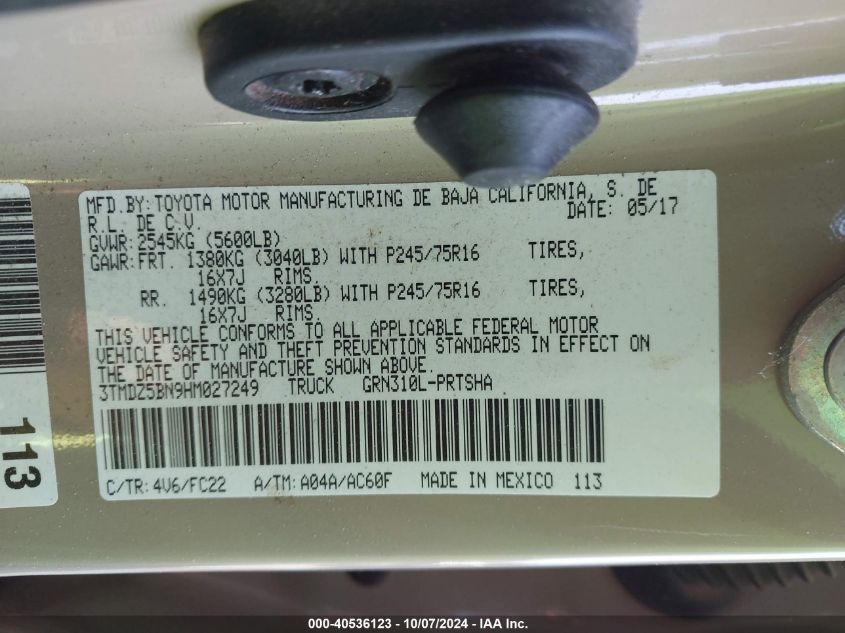 MFD.BY: TOYOTA MOTOR MANUFACTURING DE BAJA CALIFORNIA, S. DE
R.L. DE C.V. DATE: 05/17
GVWR: 2545KG (5600LB)
GAWR: FRT. 1380KG (3040LB) WITH P245/75R16 TIRES,
16X7J RIMS.
RR. 1490KG (3280LB) WITH P245/75R16 TIRES,
16X7J RIMS.
THIS VEHICLE CONFORMS TO ALL APPLICABLE FEDERAL MOTOR
VEHICLE SAFETY AND THEFT PREVENTION STANDARDS IN EFFECT ON
THE DATE OF MANUFACTURE SHOWN ABOVE.
3TMDZ5BN9HM027249 TRUCK GRN310L-PRTSHA
C/TR: 4V6/FC22 A/TM: A04A/AC60F MADE IN MEXICO 113
113
000-40536123 - 10/07/2024 - IAA Inc.